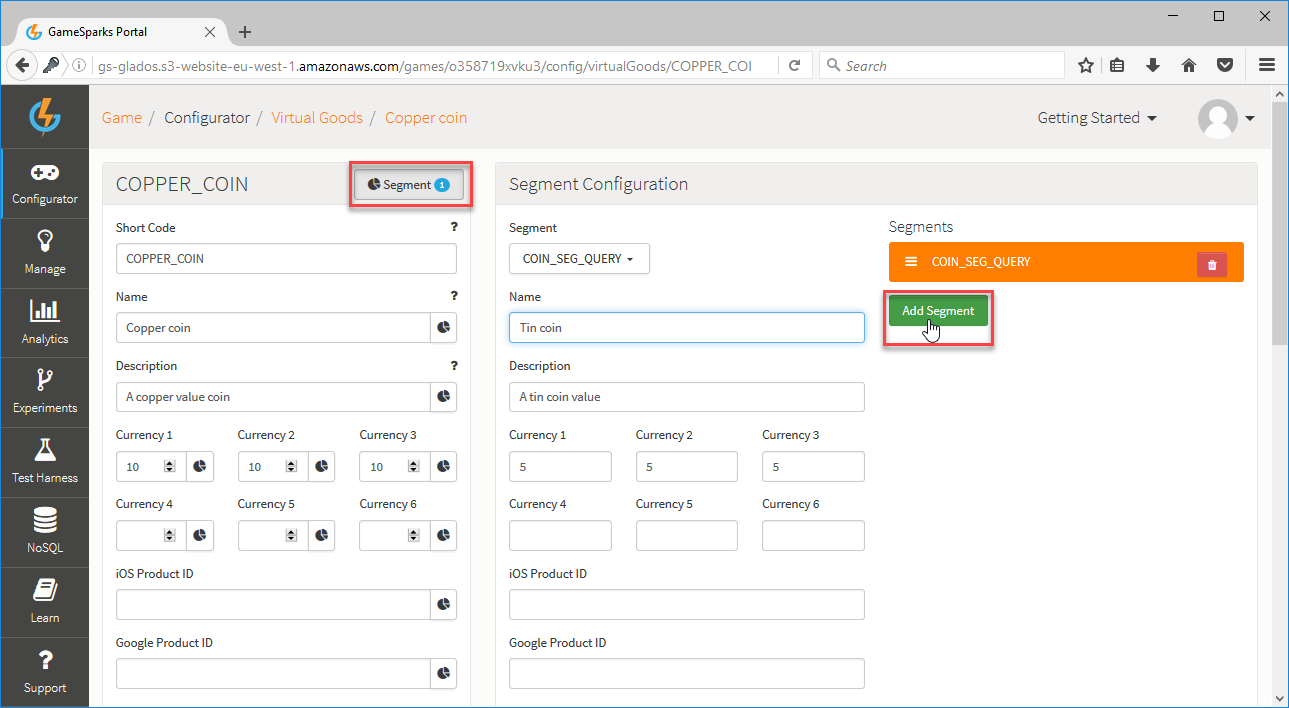 GameSparks Portal
gs-glados.s3-website-eu-west-1.amazonaws.com/games/o358719xvku3/config/virtualGoods/COPPER_COI
Search
Game / Configurator / Virtual Goods / Copper coin
Getting Started
Configurator
Manage
Analytics
Experiments
Test Harness
NoSQL
Learn
? Support
COPPER_COIN
Segment 1
Short Code ?
COPPER_COIN
Name ?
Copper coin
Description ?
A copper value coin
Currency 1 Currency 2 Currency 3
10 10 10
Currency 4 Currency 5 Currency 6
iOS Product ID
Google Product ID
Segment Configuration
Segment
COIN_SEG_QUERY
Name
Tin coin
Description
A tin coin value
Currency 1 Currency 2 Currency 3
5 5 5
Currency 4 Currency 5 Currency 6
iOS Product ID
Google Product ID
Segments
COIN_SEG_QUERY
Add Segment